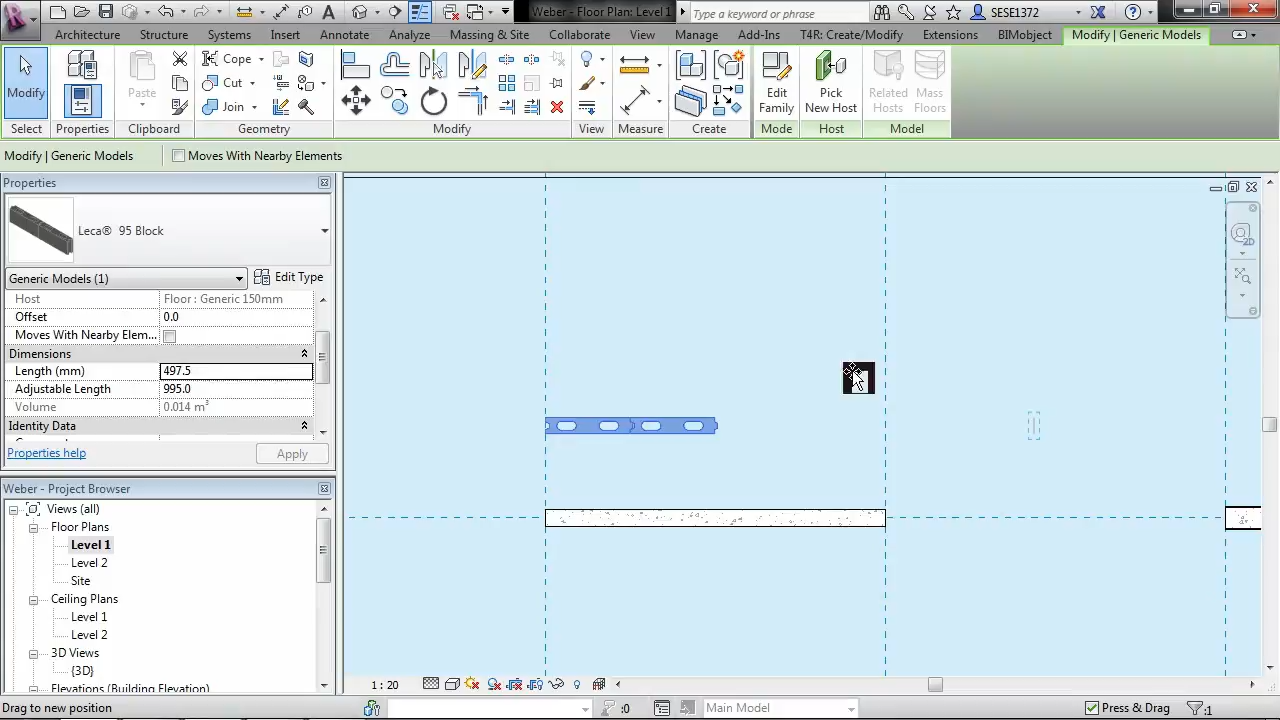 Weber - Floor Plan: Level 1
Type a keyword or phrase
SESE1372
Architecture
Structure
Systems
Insert
Annotate
Analyze
Massing & Site
Collaborate
View
Manage
Add-Ins
T4R: Create/Modify
Extensions
BIMobject
Modify | Generic Models
Modify
Paste
Cope
Cut
Join
Edit
Family
Pick
New Host
Related
Hosts
Mass
Floors
Select
Properties
Clipboard
Geometry
Modify
View
Measure
Create
Mode
Host
Model
Modify | Generic Models
Moves With Nearby Elements
Properties
Leca® 95 Block
Generic Models (1)
Edit Type
Host
Floor : Generic 150mm
Offset
0.0
Moves With Nearby Elem...
Dimensions
Length (mm)
497.5
Adjustable Length
995.0
Volume
0.014 m³
Identity Data
Properties help
Apply
Weber - Project Browser
Views (all)
Floor Plans
Level 1
Level 2
Site
Ceiling Plans
Level 1
Level 2
3D Views
{3D}
Elevations (Building Elevation)
2D
1 : 20
Drag to new position
:0
Main Model
Press & Drag
:1